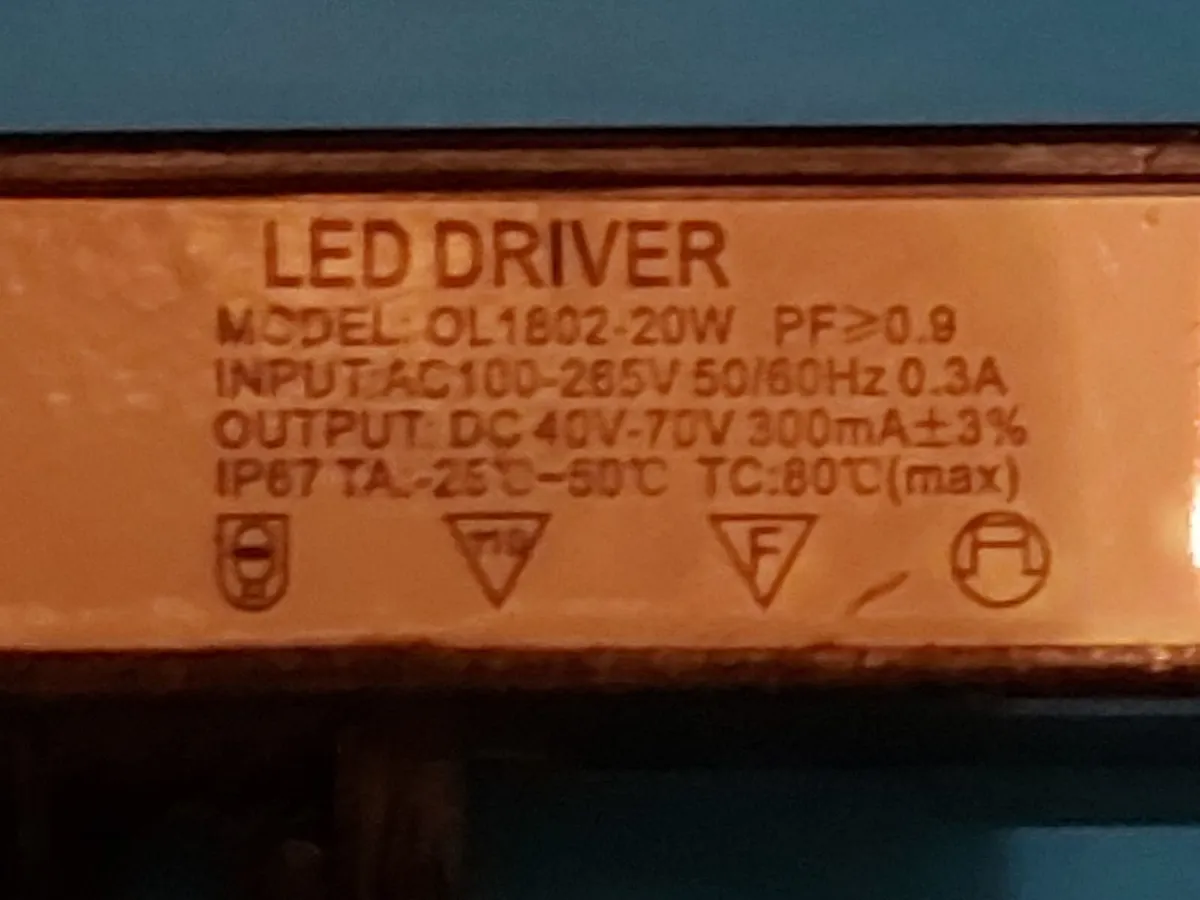 LED DRIVER
MODEL: OL1802-20W PF≥0.9
INPUT:AC100-265V 50/60Hz 0.3A
OUTPUT: DC 40V-70V 300mA±3%
IP67 TA:-25℃~50℃ TC:80℃(max)
110 F